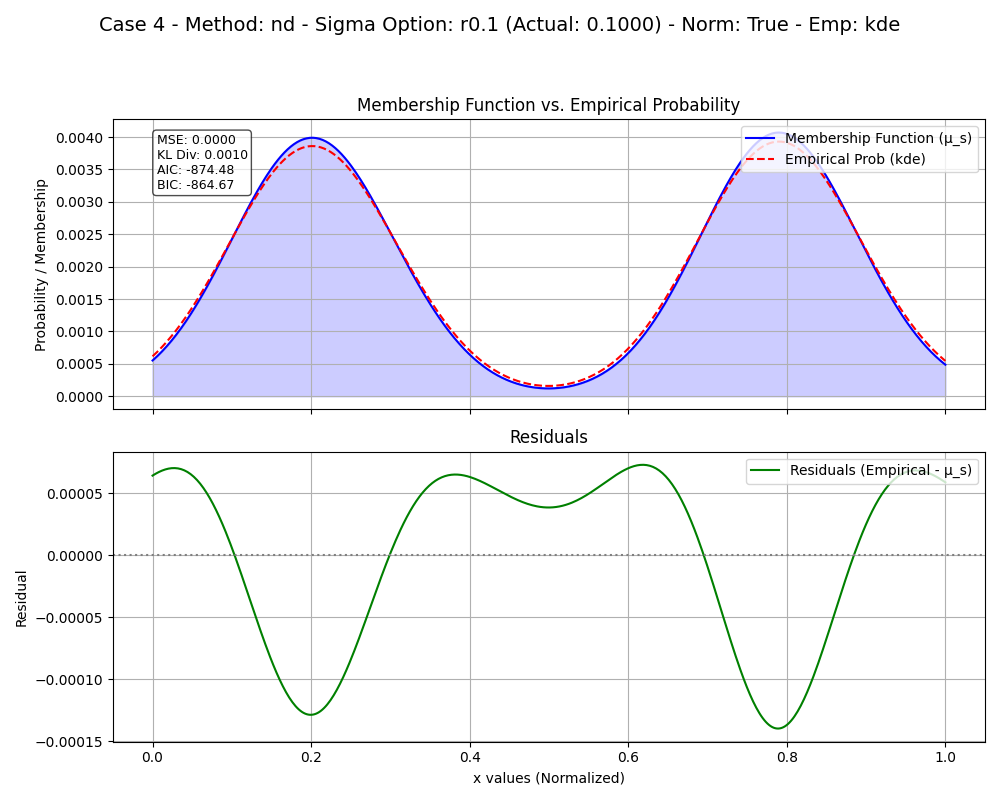 Case 4 - Method: nd - Sigma Option: r0.1 (Actual: 0.1000) - Norm: True - Emp: kde
Membership Function vs. Empirical Probability
MSE: 0.0000
KL Div: 0.0010
AIC: -874.48
BIC: -864.67
Membership Function (μ_s)
Empirical Prob (kde)
Probability / Membership
0.0040
0.0035
0.0030
0.0025
0.0020
0.0015
0.0010
0.0005
0.0000
Residuals
Residuals (Empirical - μ_s)
Residual
0.00005
0.00000
−0.00005
−0.00010
−0.00015
0.0 0.2 0.4 0.6 0.8 1.0
x values (Normalized)